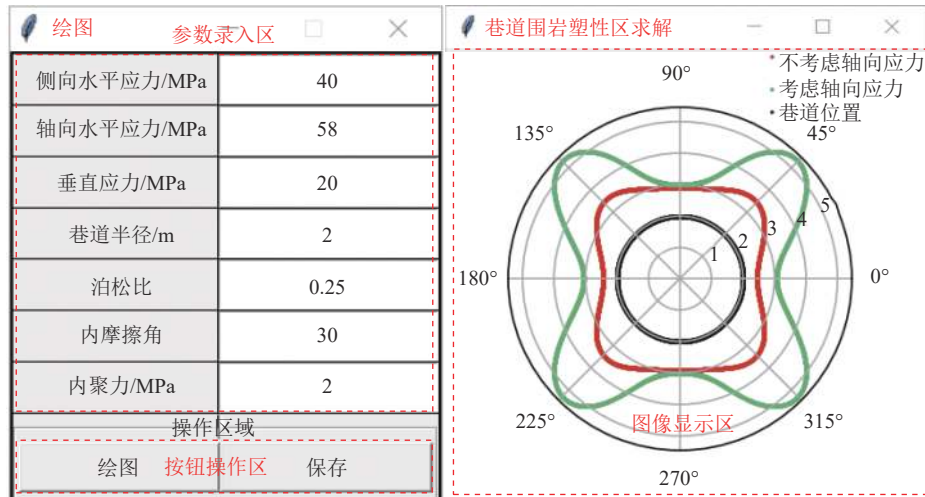 绘图
参数录入区
侧向水平应力/MPa 40
轴向水平应力/MPa 58
垂直应力/MPa 20
巷道半径/m 2
泊松比 0.25
内摩擦角 30
内聚力/MPa 2
操作区域
绘图 按钮操作区 保存
巷道围岩塑性区求解
不考虑轴向应力
考虑轴向应力
巷道位置
90°
135° 45°
5
4
3
2
1
180° 0°
225° 315°
图像显示区
270°